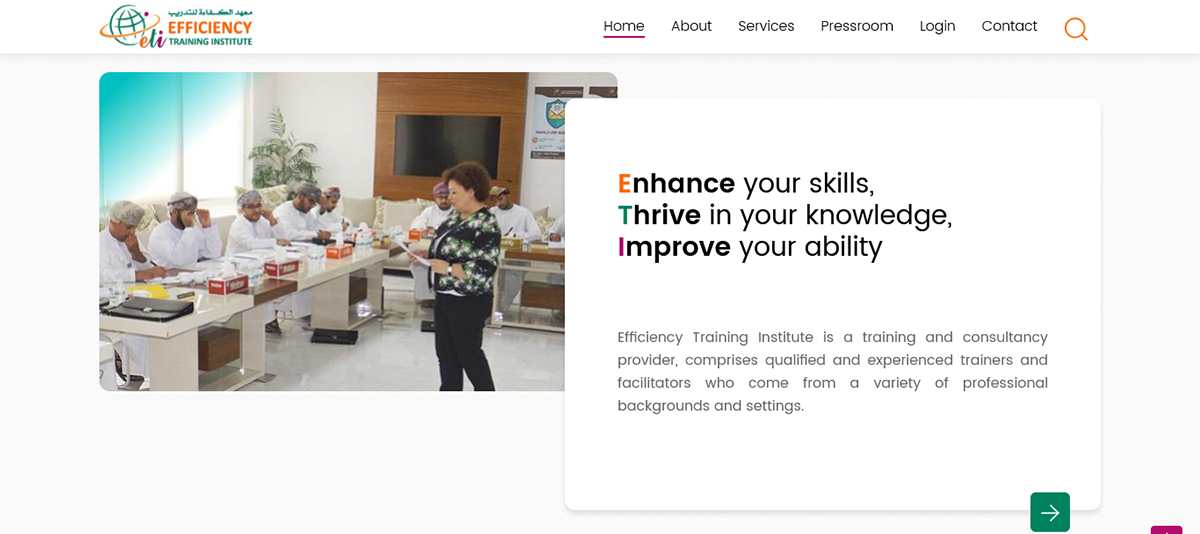 معهد الكفاءة للتدريب
EFFICIENCY
eti TRAINING INSTITUTE
Home About Services Pressroom Login Contact
Enhance your skills,
Thrive in your knowledge,
Improve your ability
Efficiency Training Institute is a training and consultancy
provider, comprises qualified and experienced trainers and
facilitators who come from a variety of professional
backgrounds and settings.